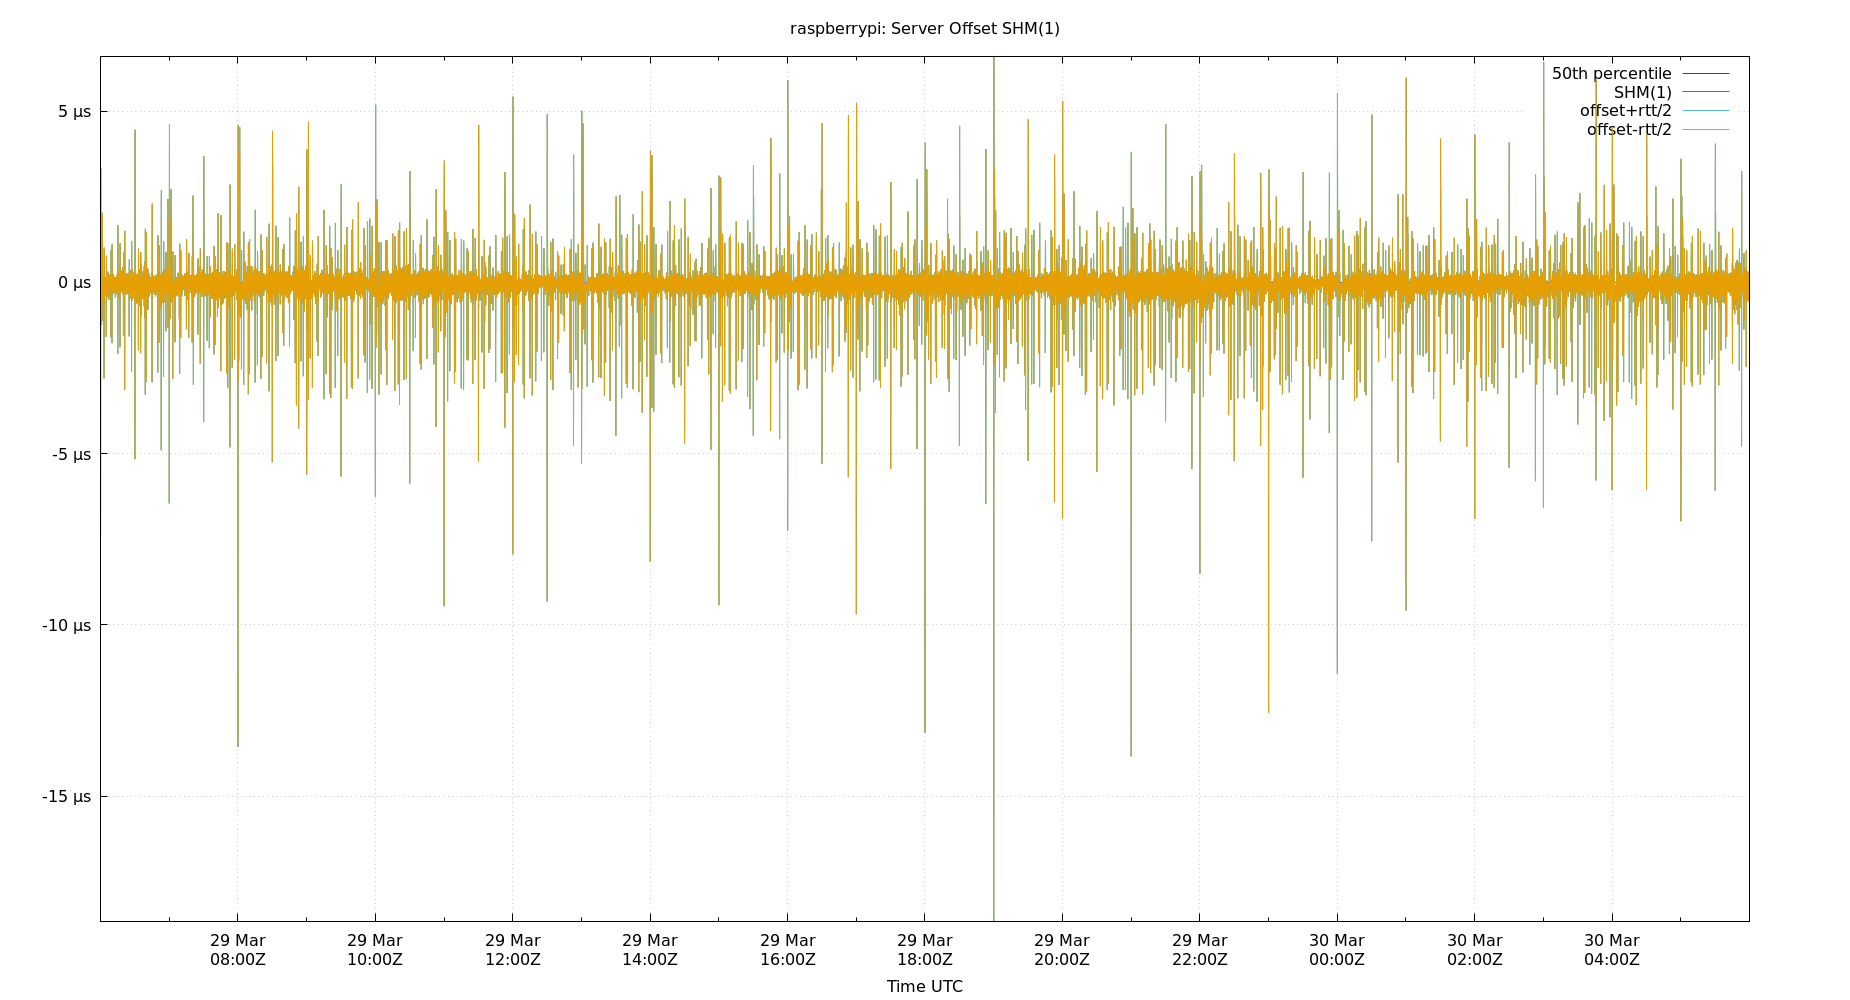 raspberrypi: Server Offset SHM(1)
50th percentile
SHM(1)
offset+rtt/2
offset-rtt/2
5 µs
0 µs
-5 µs
-10 µs
-15 µs
29 Mar 29 Mar 29 Mar 29 Mar 29 Mar 29 Mar 29 Mar 29 Mar 30 Mar 30 Mar 30 Mar
08:00Z 10:00Z 12:00Z 14:00Z 16:00Z 18:00Z 20:00Z 22:00Z 00:00Z 02:00Z 04:00Z
Time UTC